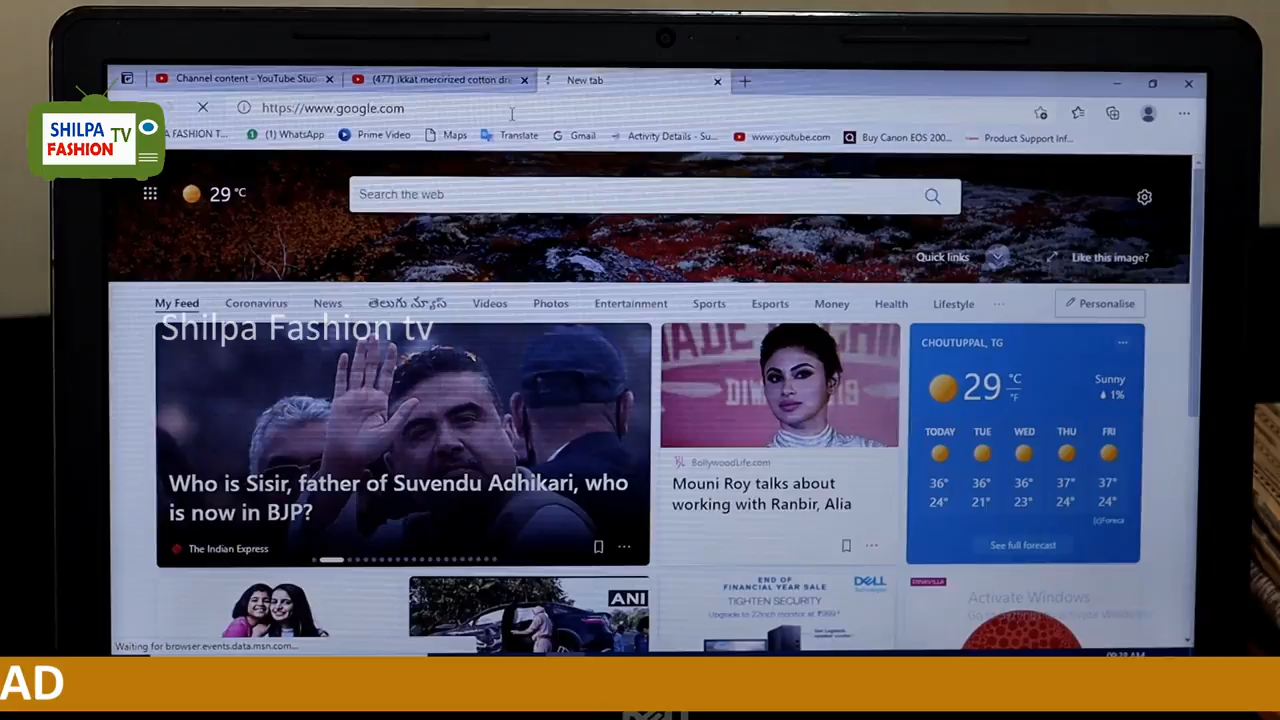 Channel content - YouTube Stud
(477) ikkat mercirized cotton dre
New tab
SHILPA TV
FASHION
https://www.google.com
FASHION T...
(1) WhatsApp
Prime Video
Maps
Translate
Gmail
Activity Details - Su...
www.youtube.com
Buy Canon EOS 200...
Product Support Inf...
29 °C
Search the web
Quick links
Like this image?
My Feed
Coronavirus
News
తెలుగు న్యూస్
Videos
Photos
Entertainment
Sports
Esports
Money
Health
Lifestyle
Personalise
Shilpa Fashion tv
Who is Sisir, father of Suvendu Adhikari, who
is now in BJP?
The Indian Express
BollywoodLife.com
Mouni Roy talks about
working with Ranbir, Alia
CHOUTUPPAL, TG
29 °C °F
Sunny
1%
TODAY TUE WED THU FRI
36° 36° 36° 37° 37°
24° 21° 23° 24° 24°
See full forecast
ANI
END OF
FINANCIAL YEAR SALE
TIGHTEN SECURITY
DELL
Activate Windows
Waiting for browser.events.data.msn.com...
AD